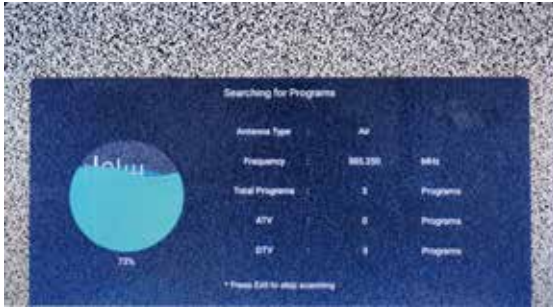 Searching for Programs
Antenna Type : Air
Frequency : MHz
Total Programs : Programs
ATV : 0 Programs
DTV : Programs
* Press Exit to stop scanning